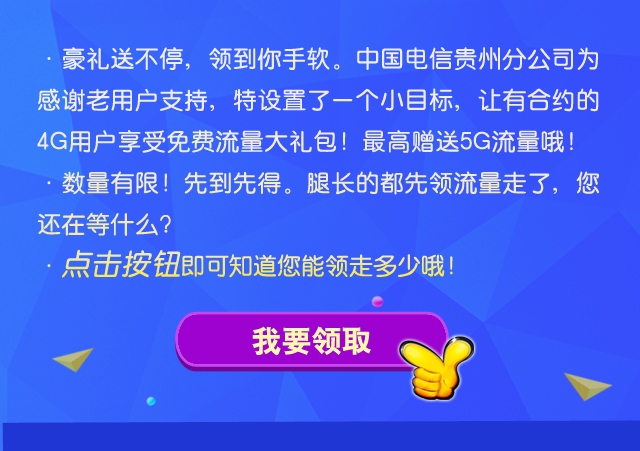 ·豪礼送不停，领到你手软。中国电信贵州分公司为
感谢老用户支持，特设置了一个小目标，让有合约的
4G用户享受免费流量大礼包！最高赠送5G流量哦！
·数量有限！先到先得。腿长的都先领流量走了，您
还在等什么？
·点击按钮即可知道您能领走多少哦！
我要领取